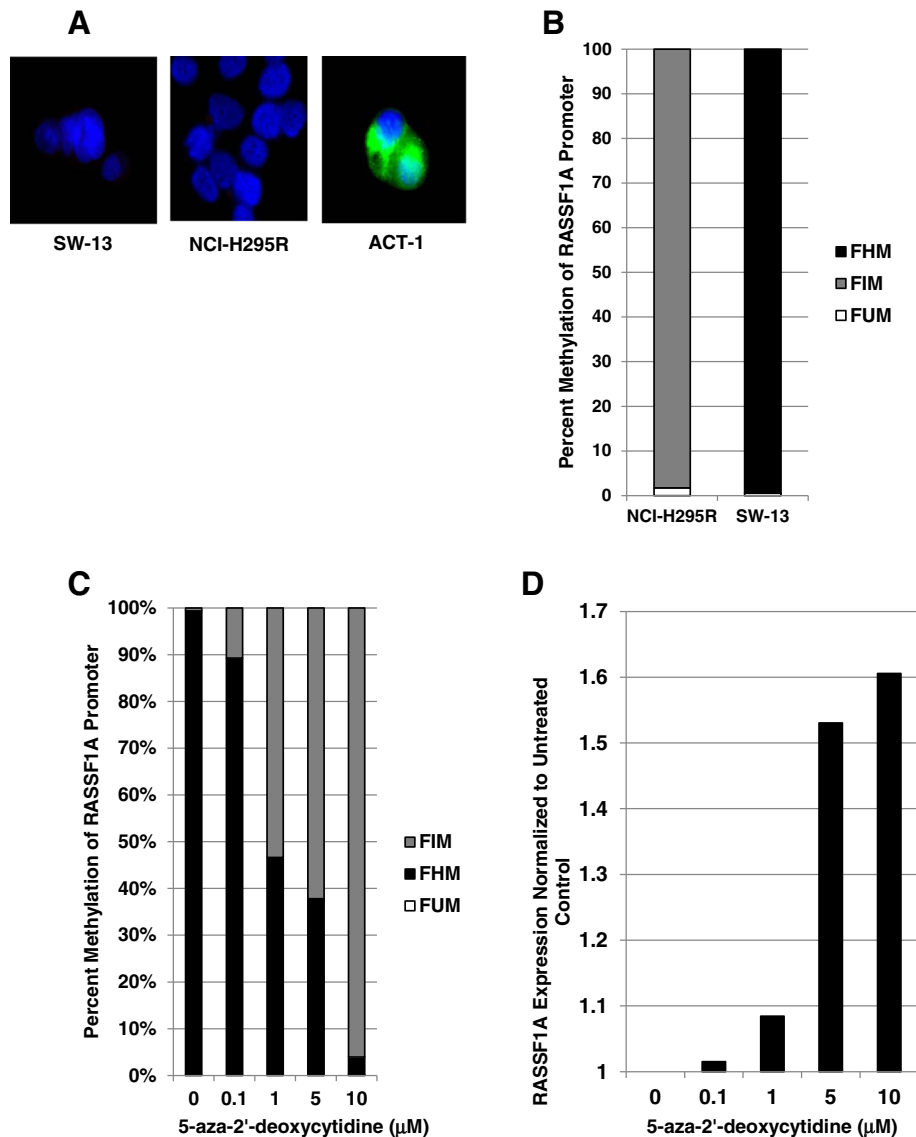 A
SW-13
NCI-H295R
ACT-1
B
Percent Methylation of RASSF1A Promoter
100
90
80
70
60
50
40
30
20
10
0
NCI-H295R
SW-13
FHM
FIM
FUM
C
Percent Methylation of RASSF1A Promoter
100%
90%
80%
70%
60%
50%
40%
30%
20%
10%
0%
0
0.1
1
5
10
5-aza-2'-deoxycytidine (μM)
FIM
FHM
FUM
D
RASSF1A Expression Normalized to Untreated
Control
1.7
1.6
1.5
1.4
1.3
1.2
1.1
1
0
0.1
1
5
10
5-aza-2'-deoxycytidine (μM)